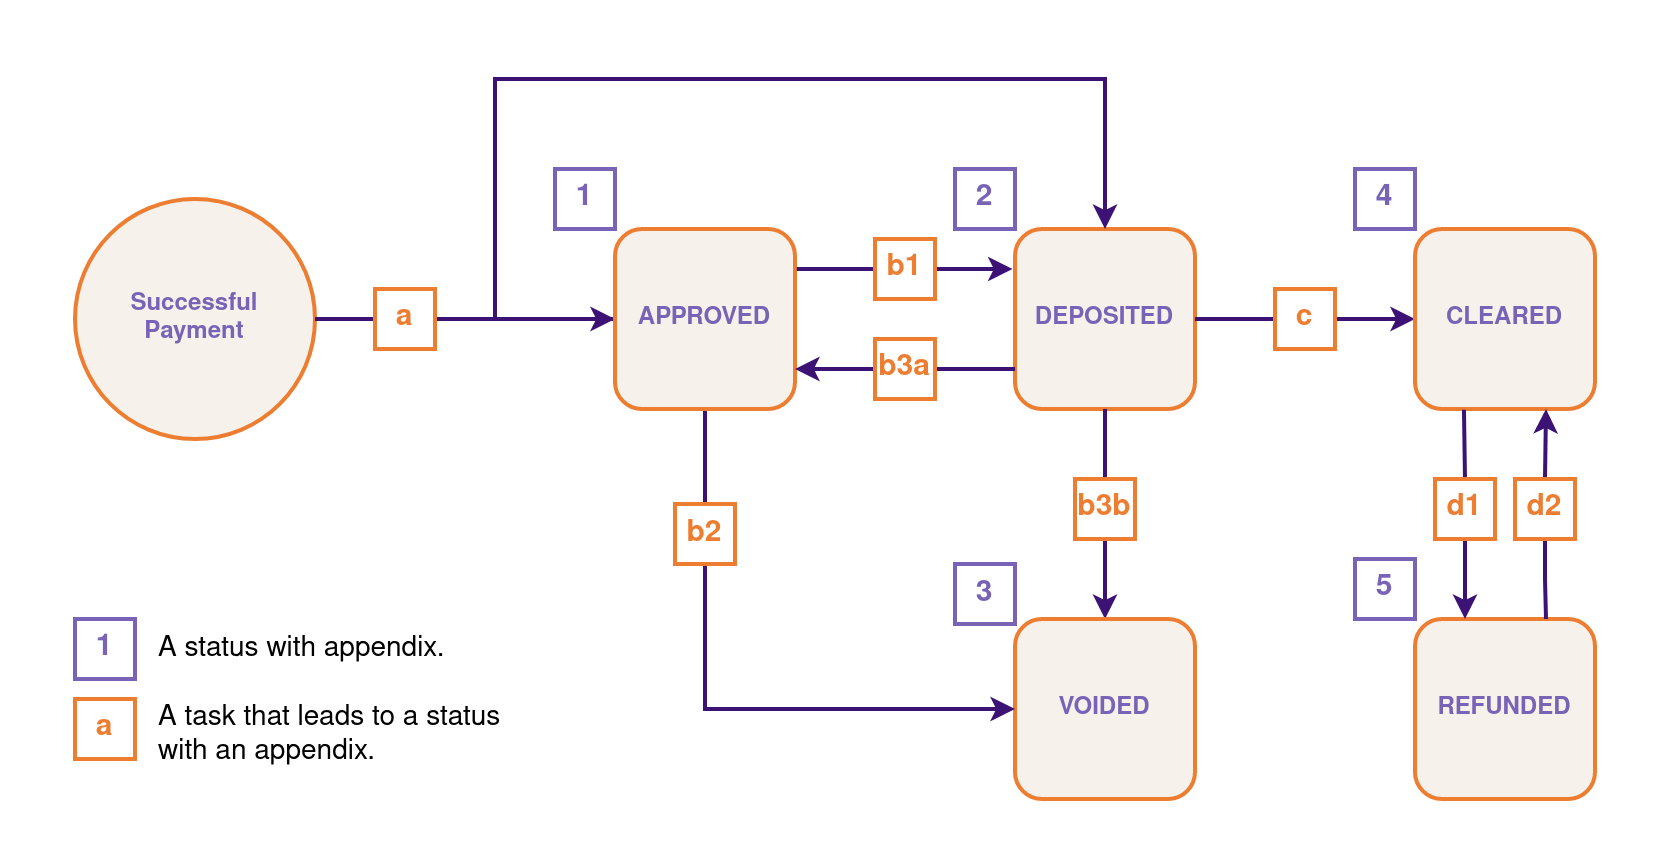 1
2
4
Successful
Payment
a
APPROVED
b1
b3a
DEPOSITED
c
CLEARED
b2
b3b
d1
d2
3
5
VOIDED
REFUNDED
1
A status with appendix.
a
A task that leads to a status
with an appendix.